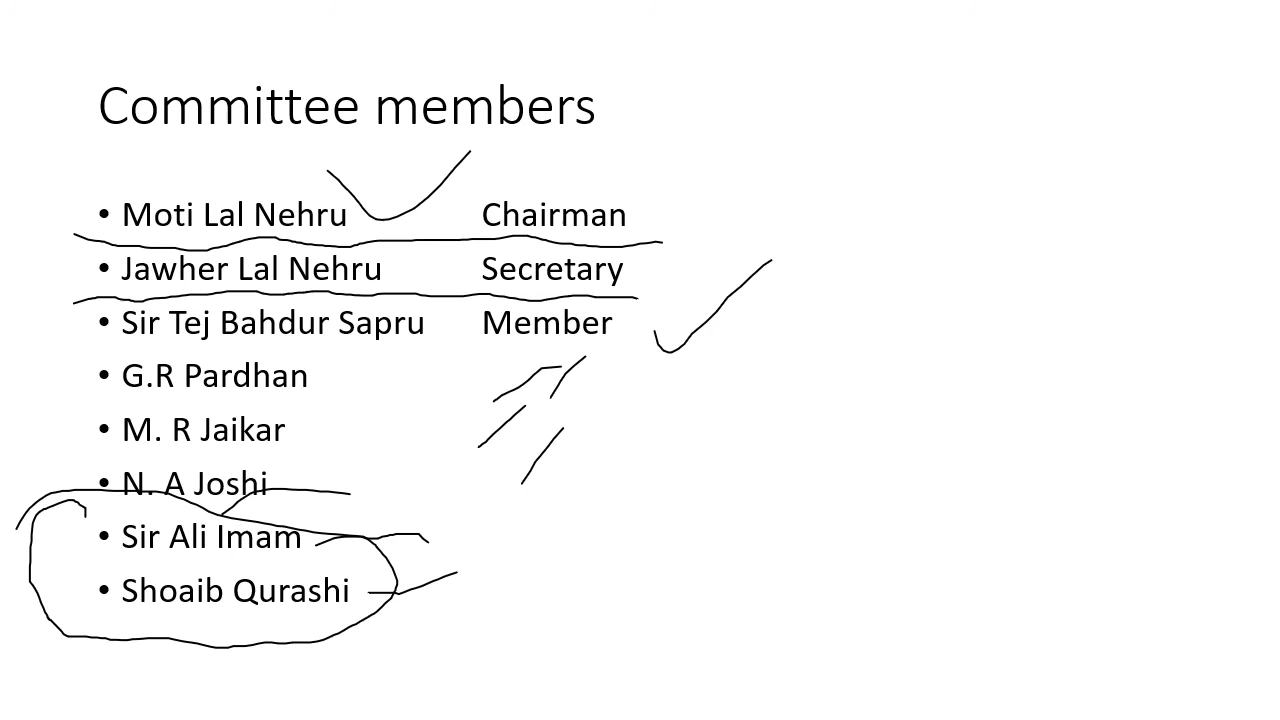 Committee members
• Moti Lal Nehru Chairman
• Jawher Lal Nehru Secretary
• Sir Tej Bahdur Sapru Member
• G.R Pardhan
• M. R Jaikar
• N. A Joshi
• Sir Ali Imam
• Shoaib Qurashi